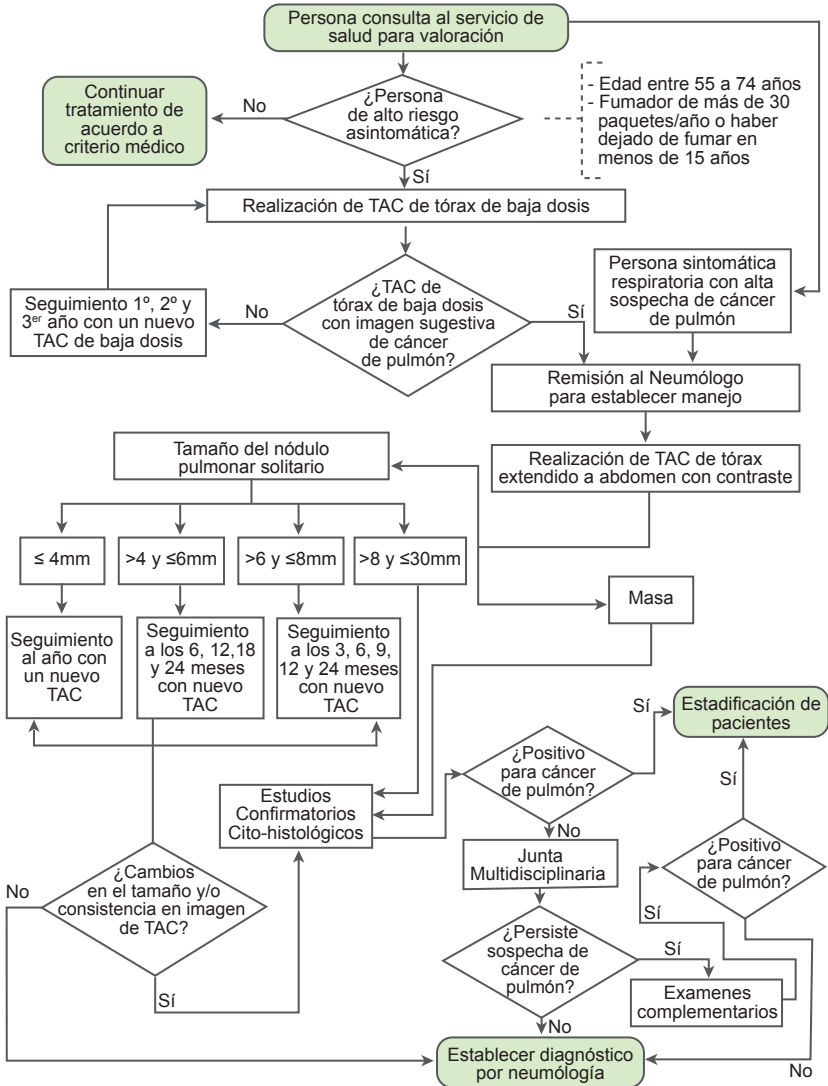 Persona consulta al servicio de
salud para valoración
Continuar
tratamiento de
acuerdo a
criterio médico
No
¿Persona
de alto riesgo
asintomática?
- Edad entre 55 a 74 años
- Fumador de más de 30
paquetes/año o haber
dejado de fumar en
menos de 15 años
Sí
Realización de TAC de tórax de baja dosis
Seguimiento 1º, 2º y
3er año con un nuevo
TAC de baja dosis
No
¿TAC de
tórax de baja dosis
con imagen sugestiva
de cáncer
de pulmón?
Sí
Persona sintomática
respiratoria con alta
sospecha de cáncer
de pulmón
Remisión al Neumólogo
para establecer manejo
Tamaño del nódulo
pulmonar solitario
Realización de TAC de tórax
extendido a abdomen con contraste
≤ 4mm
>4 y ≤6mm
>6 y ≤8mm
>8 y ≤30mm
Masa
Seguimiento
al año con
un nuevo
TAC
Seguimiento
a los 6, 12,18
y 24 meses
con nuevo
TAC
Seguimiento
a los 3, 6, 9,
12 y 24 meses
con nuevo
TAC
Estadificación de
pacientes
Sí
¿Positivo
para cáncer
de pulmón?
Sí
Estudios
Confirmatorios
Cito-histológicos
No
Junta
Multidisciplinaria
¿Positivo
para cáncer
de pulmón?
No
¿Cambios
en el tamaño y/o
consistencia en imagen
de TAC?
Sí
¿Persiste
sospecha de
cáncer de
pulmón?
Sí
Sí
Examenes
complementarios
No
Establecer diagnóstico
por neumología
No